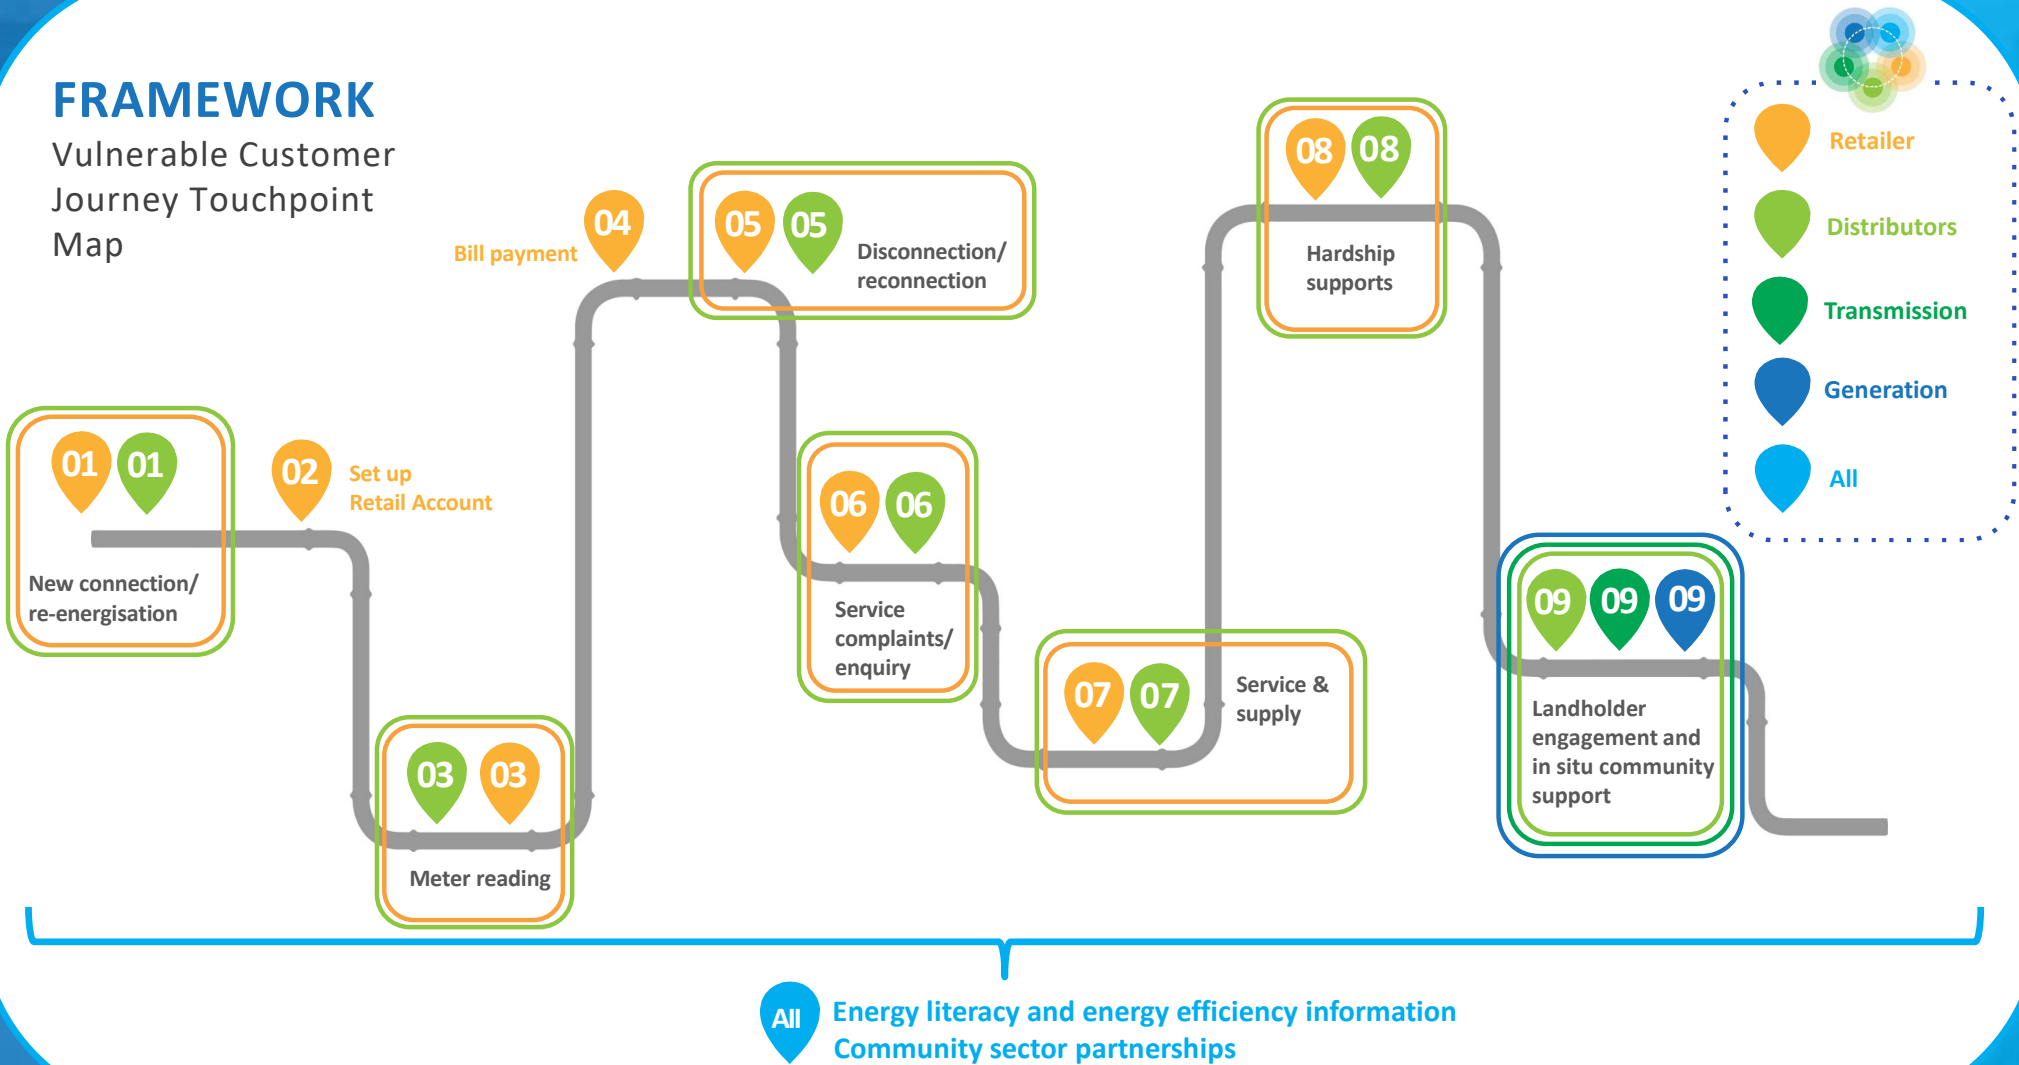 FRAMEWORK
Vulnerable Customer
Journey Touchpoint
Map
01
01
New connection/
re-energisation
02
Set up
Retail Account
03
03
Meter reading
04
Bill payment
05
05
Disconnection/
reconnection
06
06
Service
complaints/
enquiry
07
07
Service &
supply
08
08
Hardship
supports
09
09
09
Landholder
engagement and
in situ community
support
Retailer
Distributors
Transmission
Generation
All
All
Energy literacy and energy efficiency information
Community sector partnerships